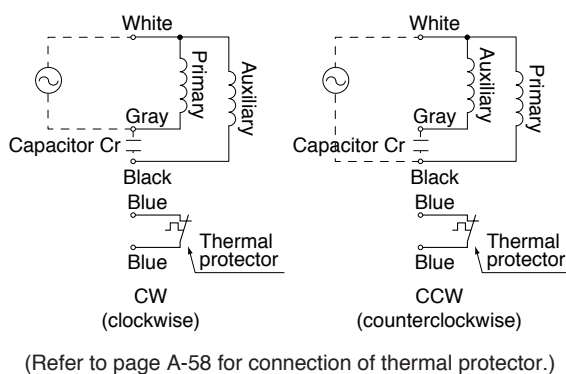 White
Primary
Auxiliary
Gray
Capacitor Cr
Black
Blue
Blue
Thermal
protector
CW
(clockwise)
White
Auxiliary
Primary
Gray
Capacitor Cr
Black
Blue
Blue
Thermal
protector
CCW
(counterclockwise)
(Refer to page A-58 for connection of thermal protector.)